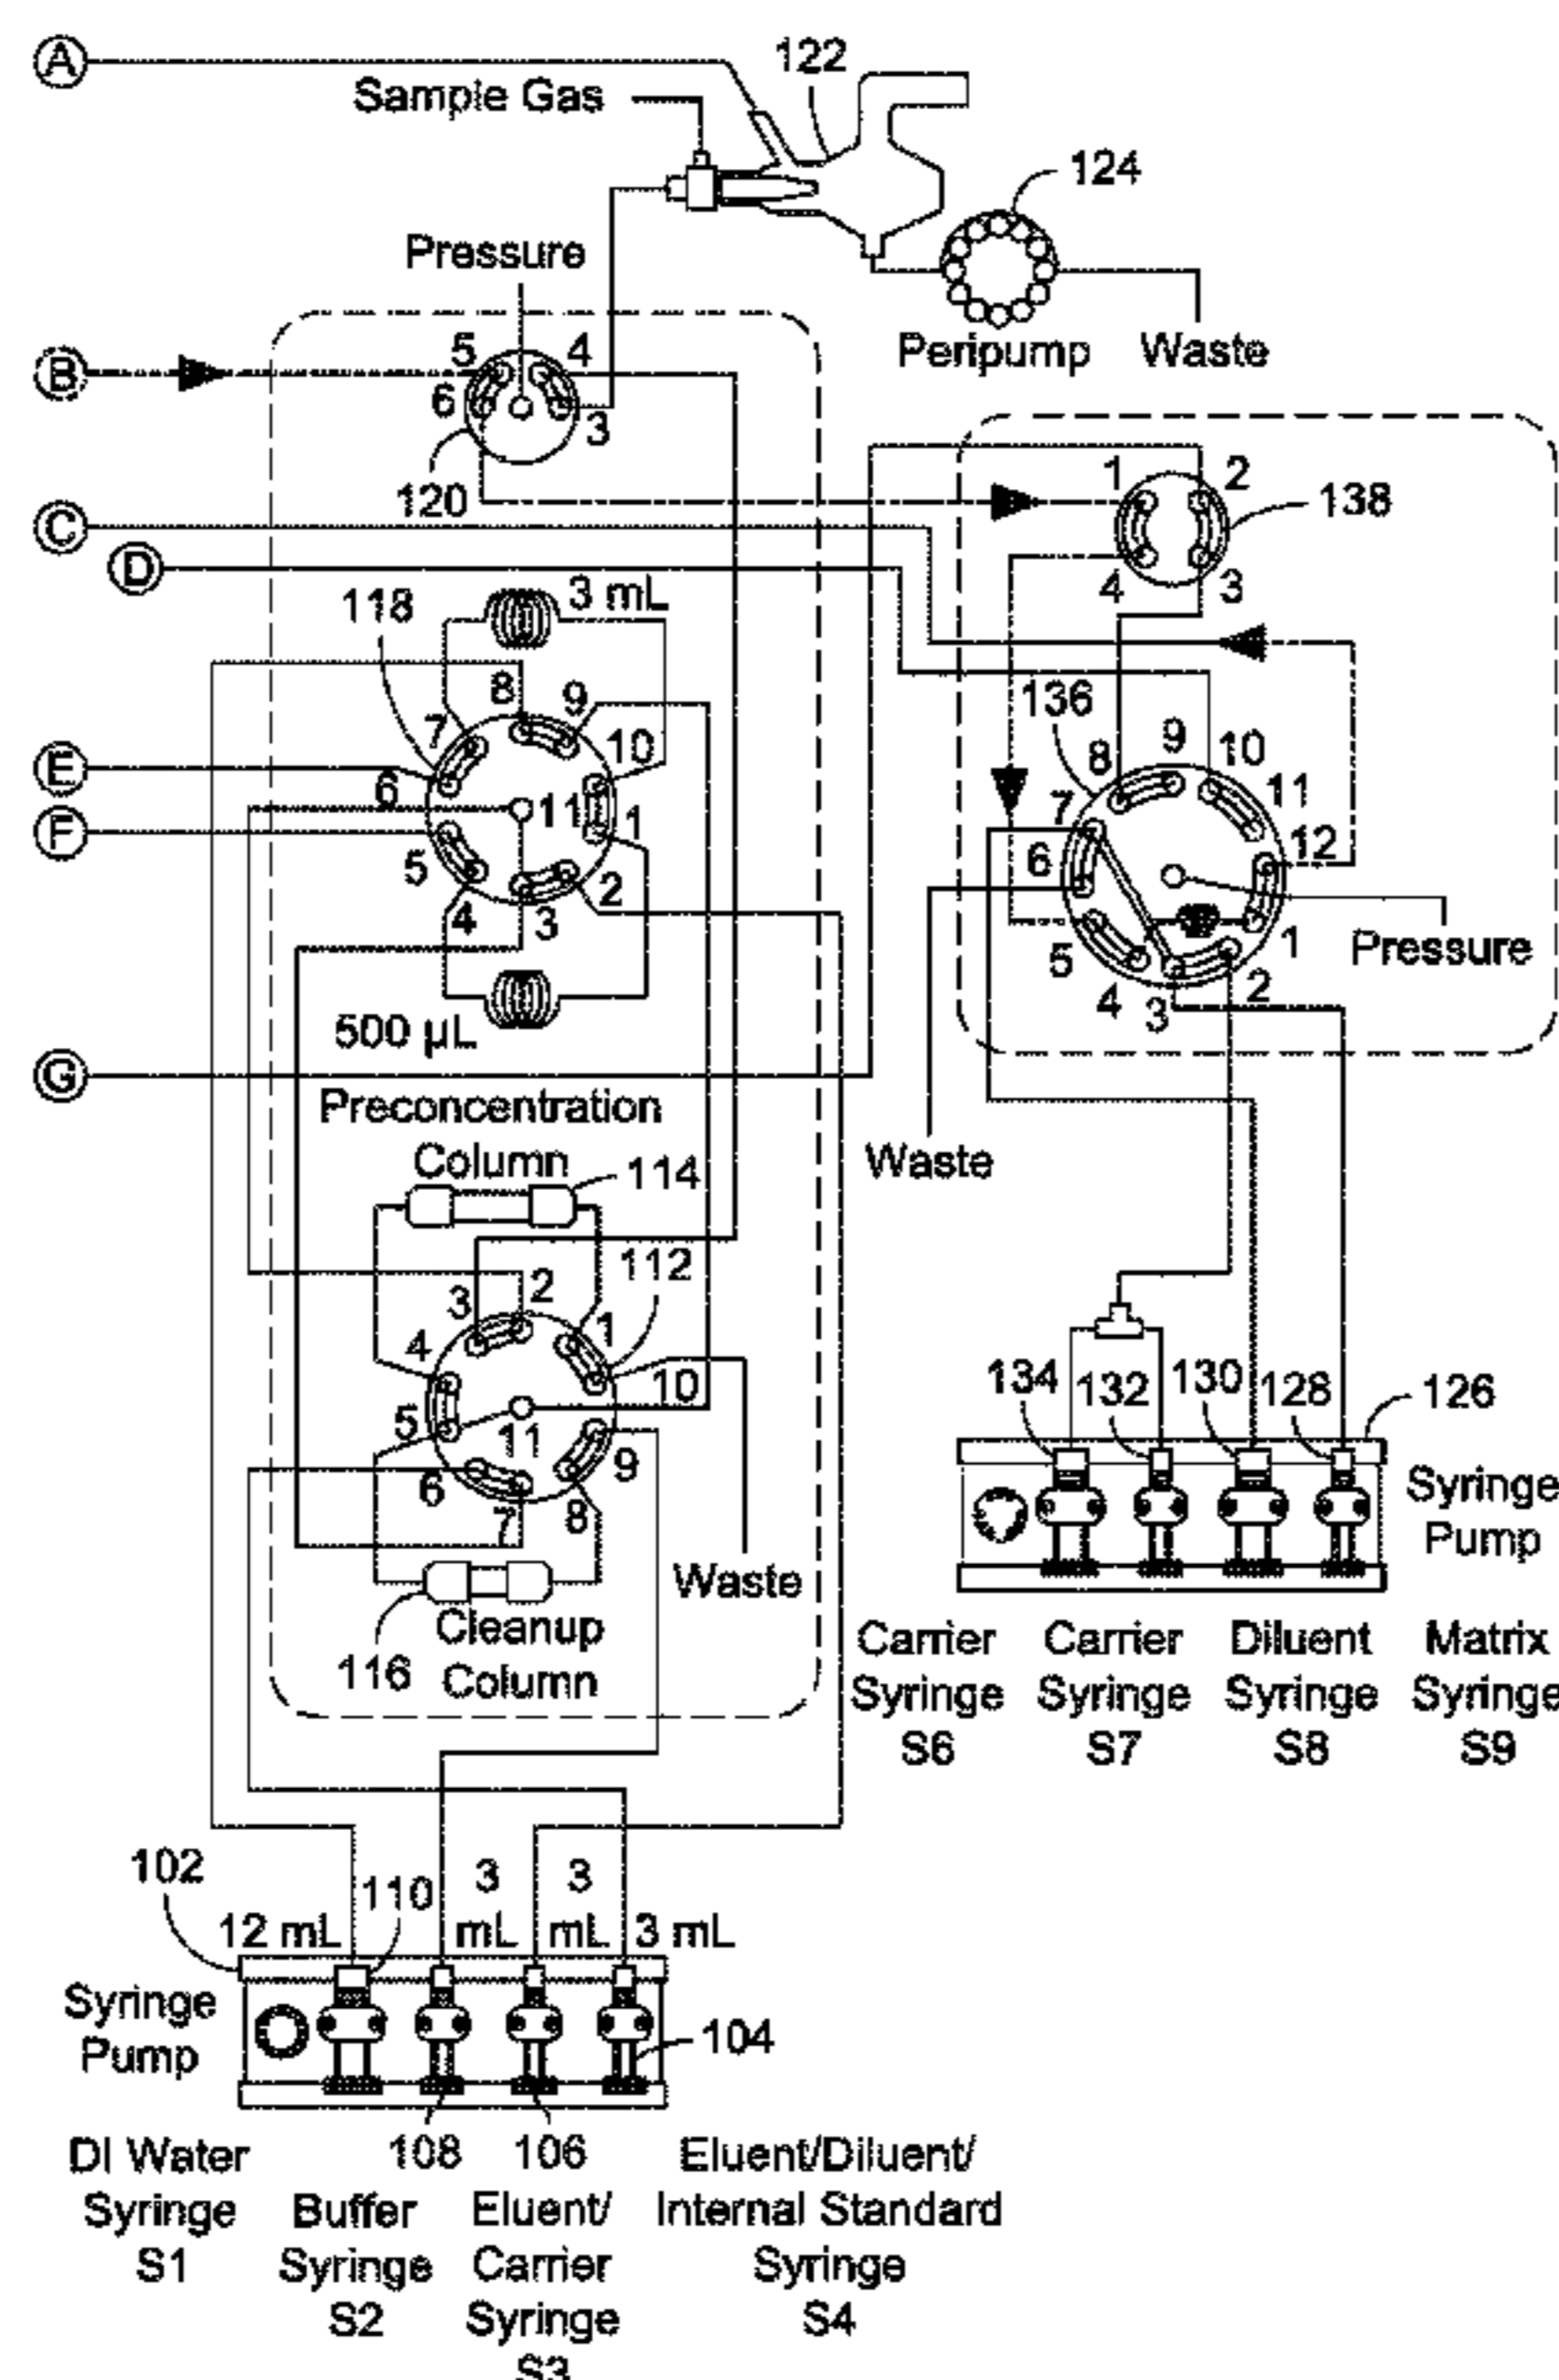 A
122
Sample Gas
124
Pressure
Peripump
Waste
B
5
4
6
3
120
1
2
138
4
3
C
D
118
3 mL
8
9
7
10
E
6
11
1
F
5
2
4
3
500 µL
136
9
10
8
11
7
12
6
1
5
2
4
3
Pressure
G
Waste
Preconcentration
Column
114
112
2
3
1
4
10
5
11
9
6
8
7
Waste
Cleanup
Column
116
134
132
130
128
126
Syringe
Pump
Carrier
Syringe
S6
Carrier
Syringe
S7
Diluent
Syringe
S8
Matrix
Syringe
S9
102
110
12 mL
3
mL
3
mL
3 mL
Syringe
Pump
104
108
106
DI Water
Syringe
S1
Buffer
Syringe
S2
Eluent/
Carrier
Syringe
S3
Eluent/Diluent/
Internal Standard
Syringe
S4